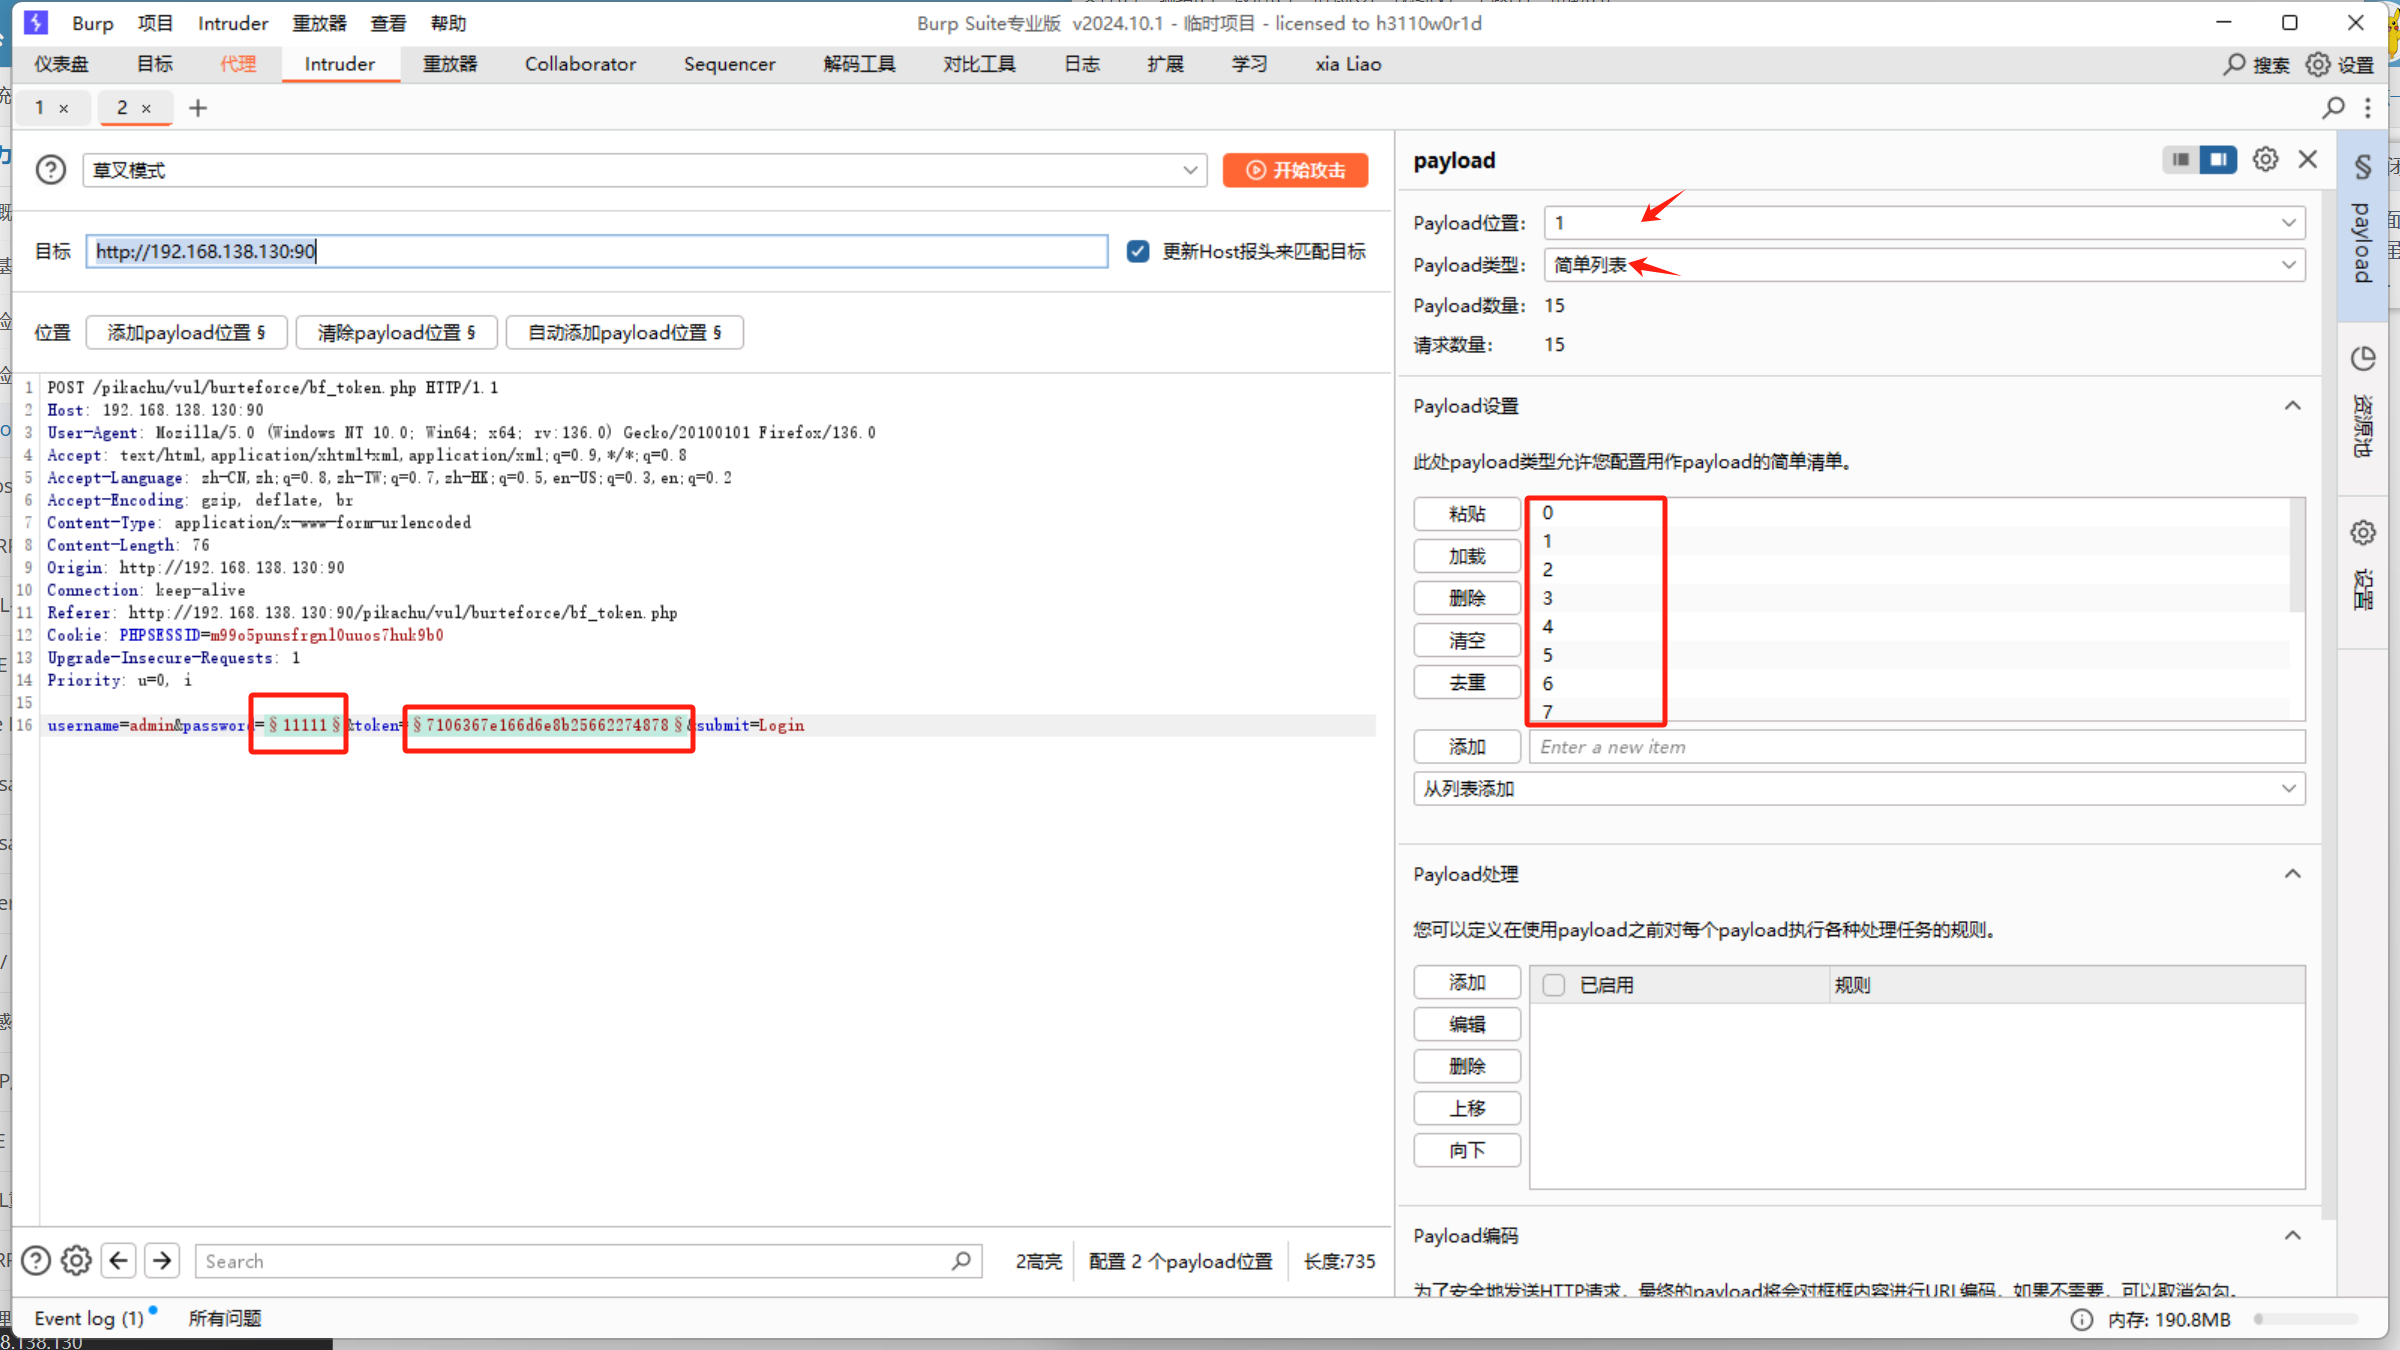 Burp 项目 Intruder 重放器 查看 帮助
Burp Suite专业版 v2024.10.1 - 临时项目 - licensed to h3110w0r1d
仪表盘 目标 代理 Intruder 重放器 Collaborator Sequencer 解码工具 对比工具 日志 扩展 学习 xia Liao
搜索 设置
1 × 2 × +
草叉模式
开始攻击
目标 http://192.168.138.130:90
更新Host报头来匹配目标
位置 添加payload位置 § 清除payload位置 § 自动添加payload位置 §
1 POST /pikachu/vul/burteforce/bf_token.php HTTP/1.1
2 Host: 192.168.138.130:90
3 User-Agent: Mozilla/5.0 (Windows NT 10.0; Win64; x64; rv:136.0) Gecko/20100101 Firefox/136.0
4 Accept: text/html,application/xhtml+xml,application/xml;q=0.9,*/*;q=0.8
5 Accept-Language: zh-CN,zh;q=0.8,zh-TW;q=0.7,zh-HK;q=0.5,en-US;q=0.3,en;q=0.2
6 Accept-Encoding: gzip, deflate, br
7 Content-Type: application/x-www-form-urlencoded
8 Content-Length: 76
9 Origin: http://192.168.138.130:90
10 Connection: keep-alive
11 Referer: http://192.168.138.130:90/pikachu/vul/burteforce/bf_token.php
12 Cookie: PHPSESSID=m99o5punsfrgnl0uuos7huk9b0
13 Upgrade-Insecure-Requests: 1
14 Priority: u=0, i
15
16 username=admin&password=§11111§&token=§7106367e166d6e8b25662274878§&submit=Login
Search
2高亮
配置 2 个payload位置
长度:735
Event log (1) 所有问题
内存: 190.8MB
payload
Payload位置: 1
Payload类型: 简单列表
Payload数量: 15
请求数量: 15
Payload设置
此处payload类型允许您配置用作payload的简单清单。
粘贴
加载
删除
清空
去重
0
1
2
3
4
5
6
7
添加 Enter a new item
从列表添加
Payload处理
您可以定义在使用payload之前对每个payload执行各种处理任务的规则。
添加
编辑
删除
上移
向下
已启用 规则
Payload编码
为了安全地发送HTTP请求，最终的payload将会对框框内容进行URL编码，如果不需要，可以取消勾勾。
§ payload
资源池
设置
8.138.130